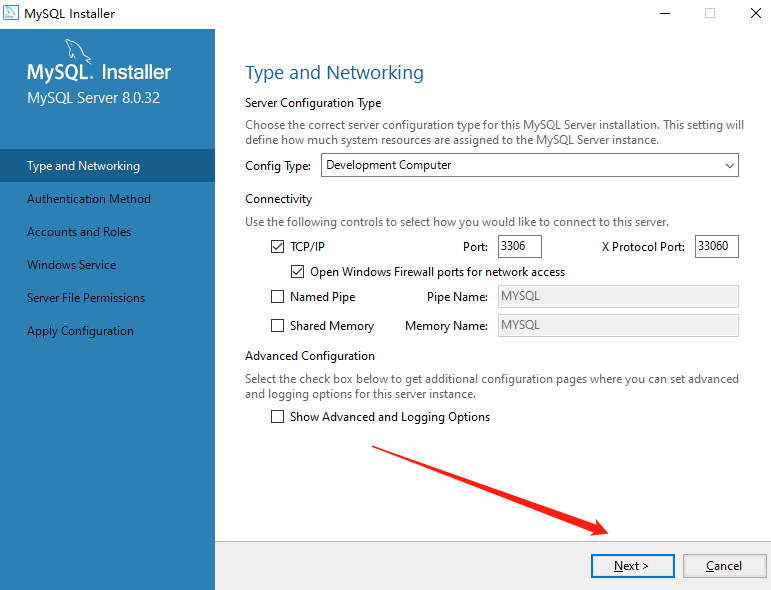 MySQL Installer
MySQL. Installer
MySQL Server 8.0.32
Type and Networking
Authentication Method
Accounts and Roles
Windows Service
Server File Permissions
Apply Configuration
Type and Networking
Server Configuration Type
Choose the correct server configuration type for this MySQL Server installation. This setting will
define how much system resources are assigned to the MySQL Server instance.
Config Type: Development Computer
Connectivity
Use the following controls to select how you would like to connect to this server.
TCP/IP Port: 3306 X Protocol Port: 33060
Open Windows Firewall ports for network access
Named Pipe Pipe Name: MYSQL
Shared Memory Memory Name: MYSQL
Advanced Configuration
Select the check box below to get additional configuration pages where you can set advanced
and logging options for this server instance.
Show Advanced and Logging Options
Next > Cancel